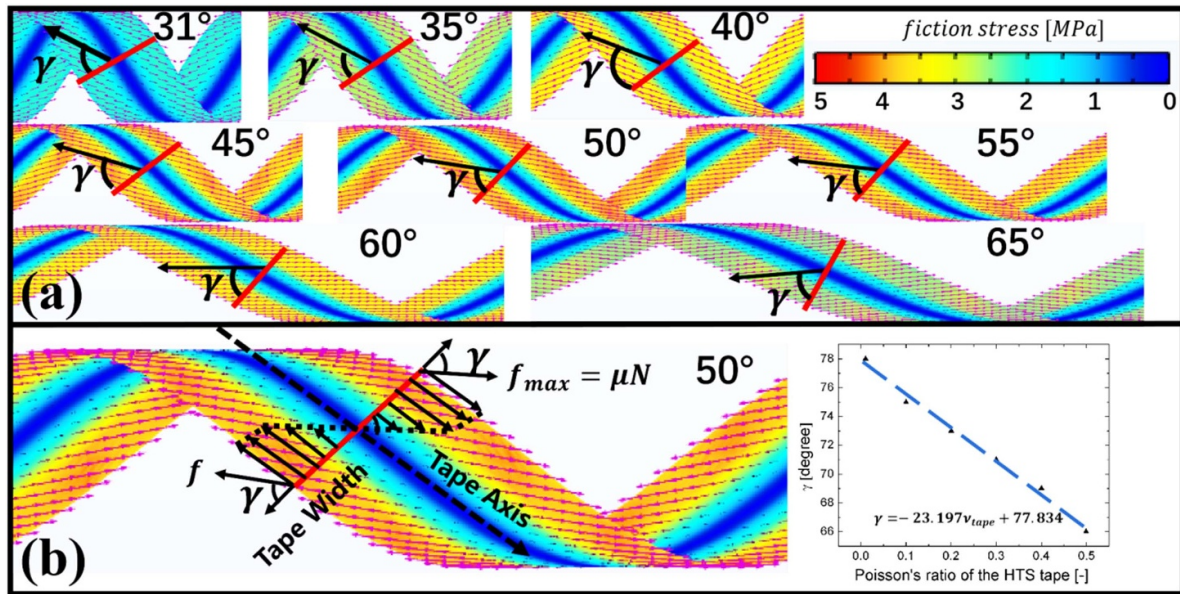 31°
35°
40°
fiction stress [MPa]
5 4 3 2 1 0
γ
γ
γ
45°
50°
55°
γ
γ
γ
60°
65°
γ
γ
(a)
50°
γ
f_max = μN
f
γ
Tape Width
Tape Axis
(b)
78
76
74
72
70
68
66
γ [degree]
γ = − 23.197ν_tape + 77.834
0.0 0.1 0.2 0.3 0.4 0.5
Poisson's ratio of the HTS tape [-]